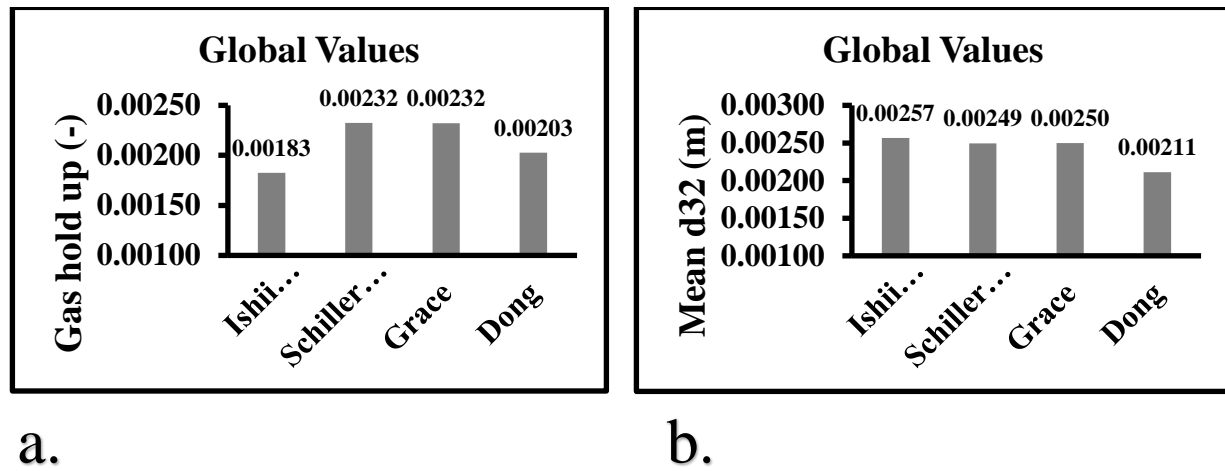 Global Values
Gas hold up (-)
0.00250
0.00200
0.00150
0.00100
0.00183
0.00232
0.00232
0.00203
Ishii…
Schiller…
Grace
Dong
a.
Global Values
Mean d32 (m)
0.00300
0.00250
0.00200
0.00150
0.00100
0.00257
0.00249
0.00250
0.00211
Ishii…
Schiller…
Grace
Dong
b.